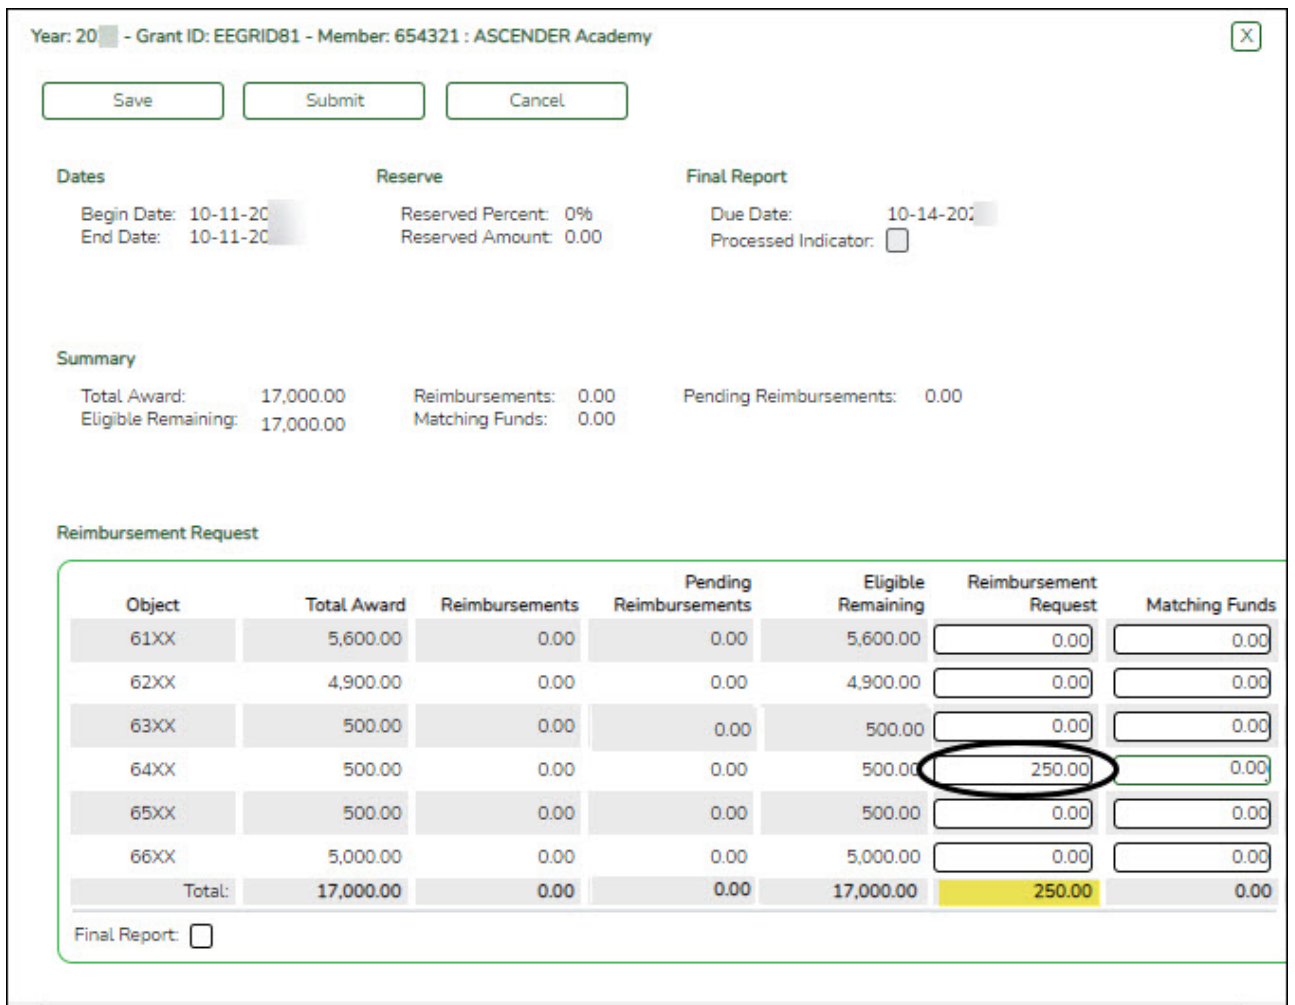 Year: 20 - Grant ID: EEGRID81 - Member: 654321 : ASCENDER Academy X
Save Submit Cancel
Dates Reserve Final Report
Begin Date: 10-11-20 Reserved Percent: 0% Due Date: 10-14-202
End Date: 10-11-20 Reserved Amount: 0.00 Processed Indicator:
Summary
Total Award: 17,000.00 Reimbursements: 0.00 Pending Reimbursements: 0.00
Eligible Remaining: 17,000.00 Matching Funds: 0.00
Reimbursement Request
Pending Eligible Reimbursement
Object Total Award Reimbursements Reimbursements Remaining Request Matching Funds
61XX 5,600.00 0.00 0.00 5,600.00 0.00 0.00
62XX 4,900.00 0.00 0.00 4,900.00 0.00 0.00
63XX 500.00 0.00 0.00 500.00 0.00 0.00
64XX 500.00 0.00 0.00 500.00 250.00 0.00
65XX 500.00 0.00 0.00 500.00 0.00 0.00
66XX 5,000.00 0.00 0.00 5,000.00 0.00 0.00
Total: 17,000.00 0.00 0.00 17,000.00 250.00 0.00
Final Report: